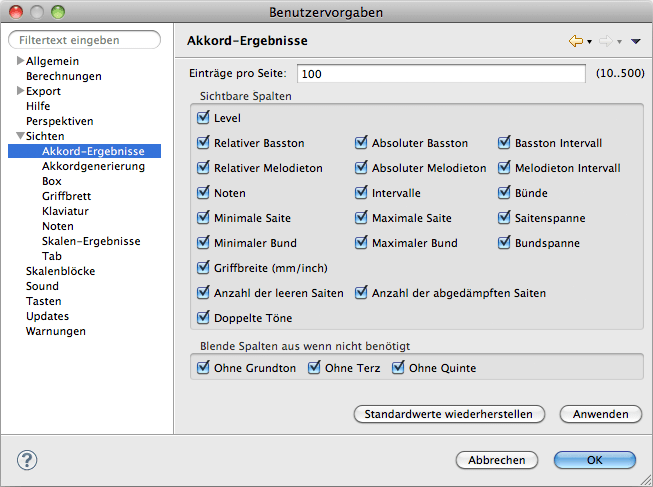 Benutzervorgaben
Filtertext eingeben
Allgemein
Berechnungen
Export
Hilfe
Perspektiven
Sichten
Akkord-Ergebnisse
Akkordgenerierung
Box
Griffbrett
Klaviatur
Noten
Skalen-Ergebnisse
Tab
Skalenblöcke
Sound
Tasten
Updates
Warnungen
Akkord-Ergebnisse
Einträge pro Seite: 100 (10..500)
Sichtbare Spalten
Level
Relativer Basston Absoluter Basston Basston Intervall
Relativer Melodieton Absoluter Melodieton Melodieton Intervall
Noten Intervalle Bünde
Minimale Saite Maximale Saite Saitenspanne
Minimaler Bund Maximaler Bund Bundspanne
Griffbreite (mm/inch)
Anzahl der leeren Saiten Anzahl der abgedämpften Saiten
Doppelte Töne
Blende Spalten aus wenn nicht benötigt
Ohne Grundton Ohne Terz Ohne Quinte
Standardwerte wiederherstellen Anwenden
? Abbrechen OK